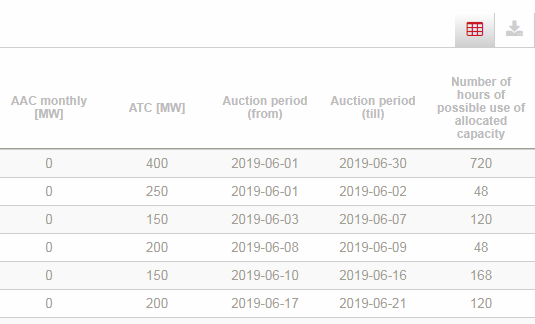 AAC monthly [MW] ATC [MW] Auction period (from) Auction period (till) Number of hours of possible use of allocated capacity
0 400 2019-06-01 2019-06-30 720
0 250 2019-06-01 2019-06-02 48
0 150 2019-06-03 2019-06-07 120
0 200 2019-06-08 2019-06-09 48
0 150 2019-06-10 2019-06-16 168
0 200 2019-06-17 2019-06-21 120